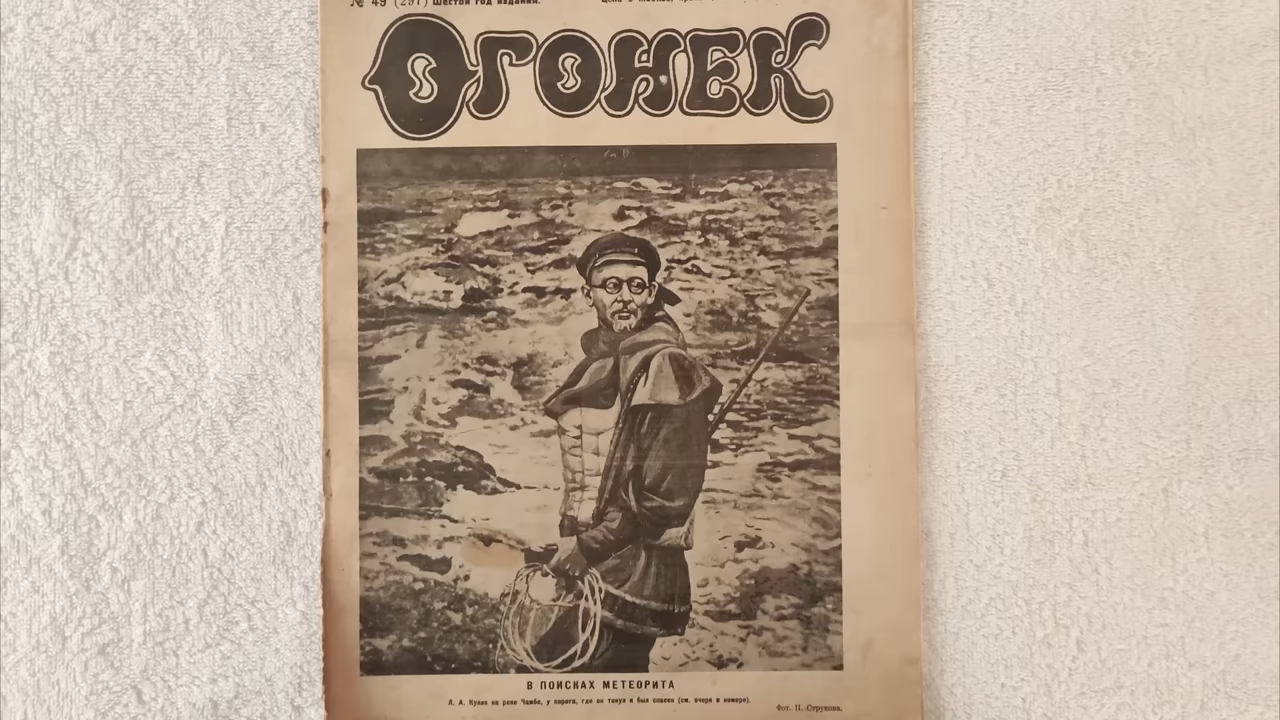 № 49 (297) Шестой год издания.
ОГОНЕК
В ПОИСКАХ МЕТЕОРИТА
Л. А. Кулик на реке Чамбе, у порога, где он тонул и был спасен (см. очерк в номере).
Фот. Н. Струкова.